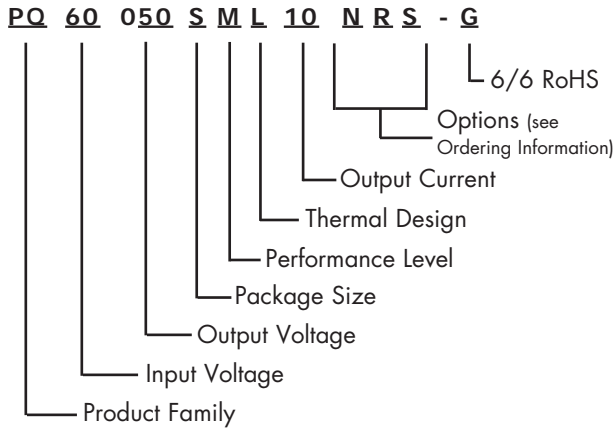 PQ 60 050 S M L 10 N R S - G
6/6 RoHS
Options (see
Ordering Information)
Output Current
Thermal Design
Performance Level
Package Size
Output Voltage
Input Voltage
Product Family